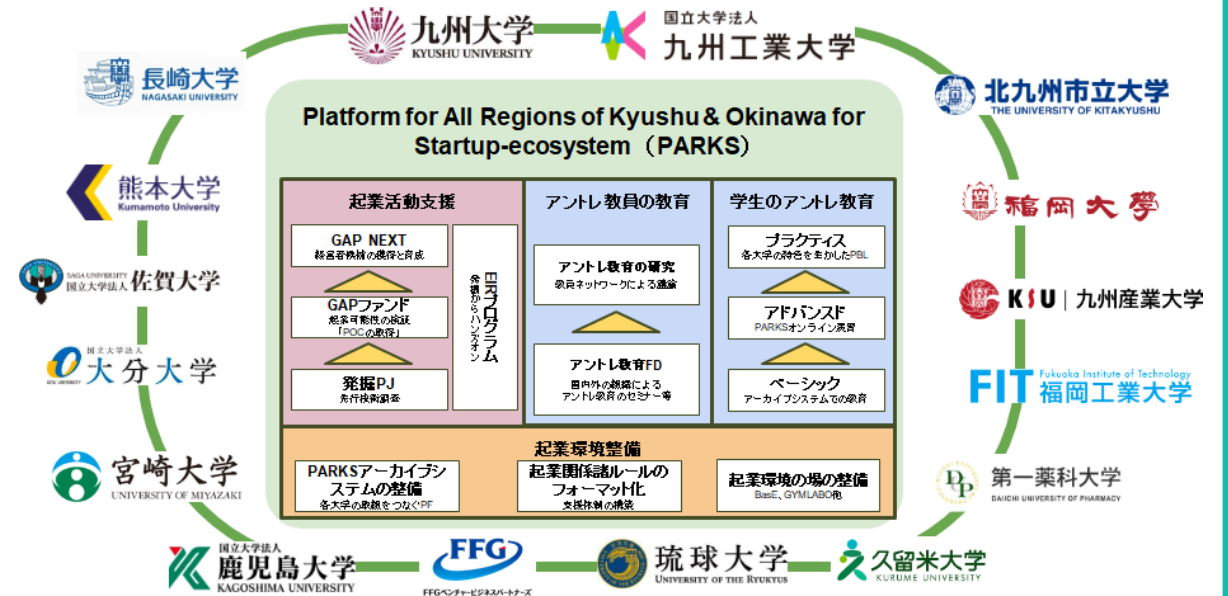 九州大学
KYUSHU UNIVERSITY
国立大学法人
九州工業大学
長崎大学
NAGASAKI UNIVERSITY
北九州市立大学
THE UNIVERSITY OF KITAKYUSHU
Platform for All Regions of Kyushu & Okinawa for
Startup-ecosystem（PARKS）
熊本大学
Kumamoto University
福岡大學
SAGA UNIVERSITY
国立大学法人 佐賀大学
KSU 九州産業大学
国立大学法人
大分大学
OITA UNIVERSITY
Fukuoka Institute of Technology
FIT 福岡工業大学
宮崎大学
UNIVERSITY OF MIYAZAKI
DP
第一薬科大学
DAIICHI UNIVERSITY OF PHARMACY
起業活動支援
GAP NEXT
経営者候補の獲得と育成
GAPファンド
起業可能性の検証
「POCの取得」
発掘PJ
先行技術調査
EIRプログラム
発掘からハンズオン
アントレ教員の教育
アントレ教育の研究
教員ネットワークによる議論
アントレ教育FD
国内外の組織による
アントレ教育のセミナー等
学生のアントレ教育
プラクティス
各大学の特色を生かしたPBL
アドバンスド
PARKSオンライン演習
ベーシック
アーカイブシステムでの教育
起業環境整備
PARKSアーカイブシ
ステムの整備
各大学の取組をつなぐPF
起業関係諸ルールの
フォーマット化
支援体制の構築
起業環境の場の整備
BasE、GYMLABO他
国立大学法人
鹿児島大学
KAGOSHIMA UNIVERSITY
FFG
FFGベンチャービジネスパートナーズ
琉球大学
UNIVERSITY OF THE RYUKYUS
久留米大学
KURUME UNIVERSITY